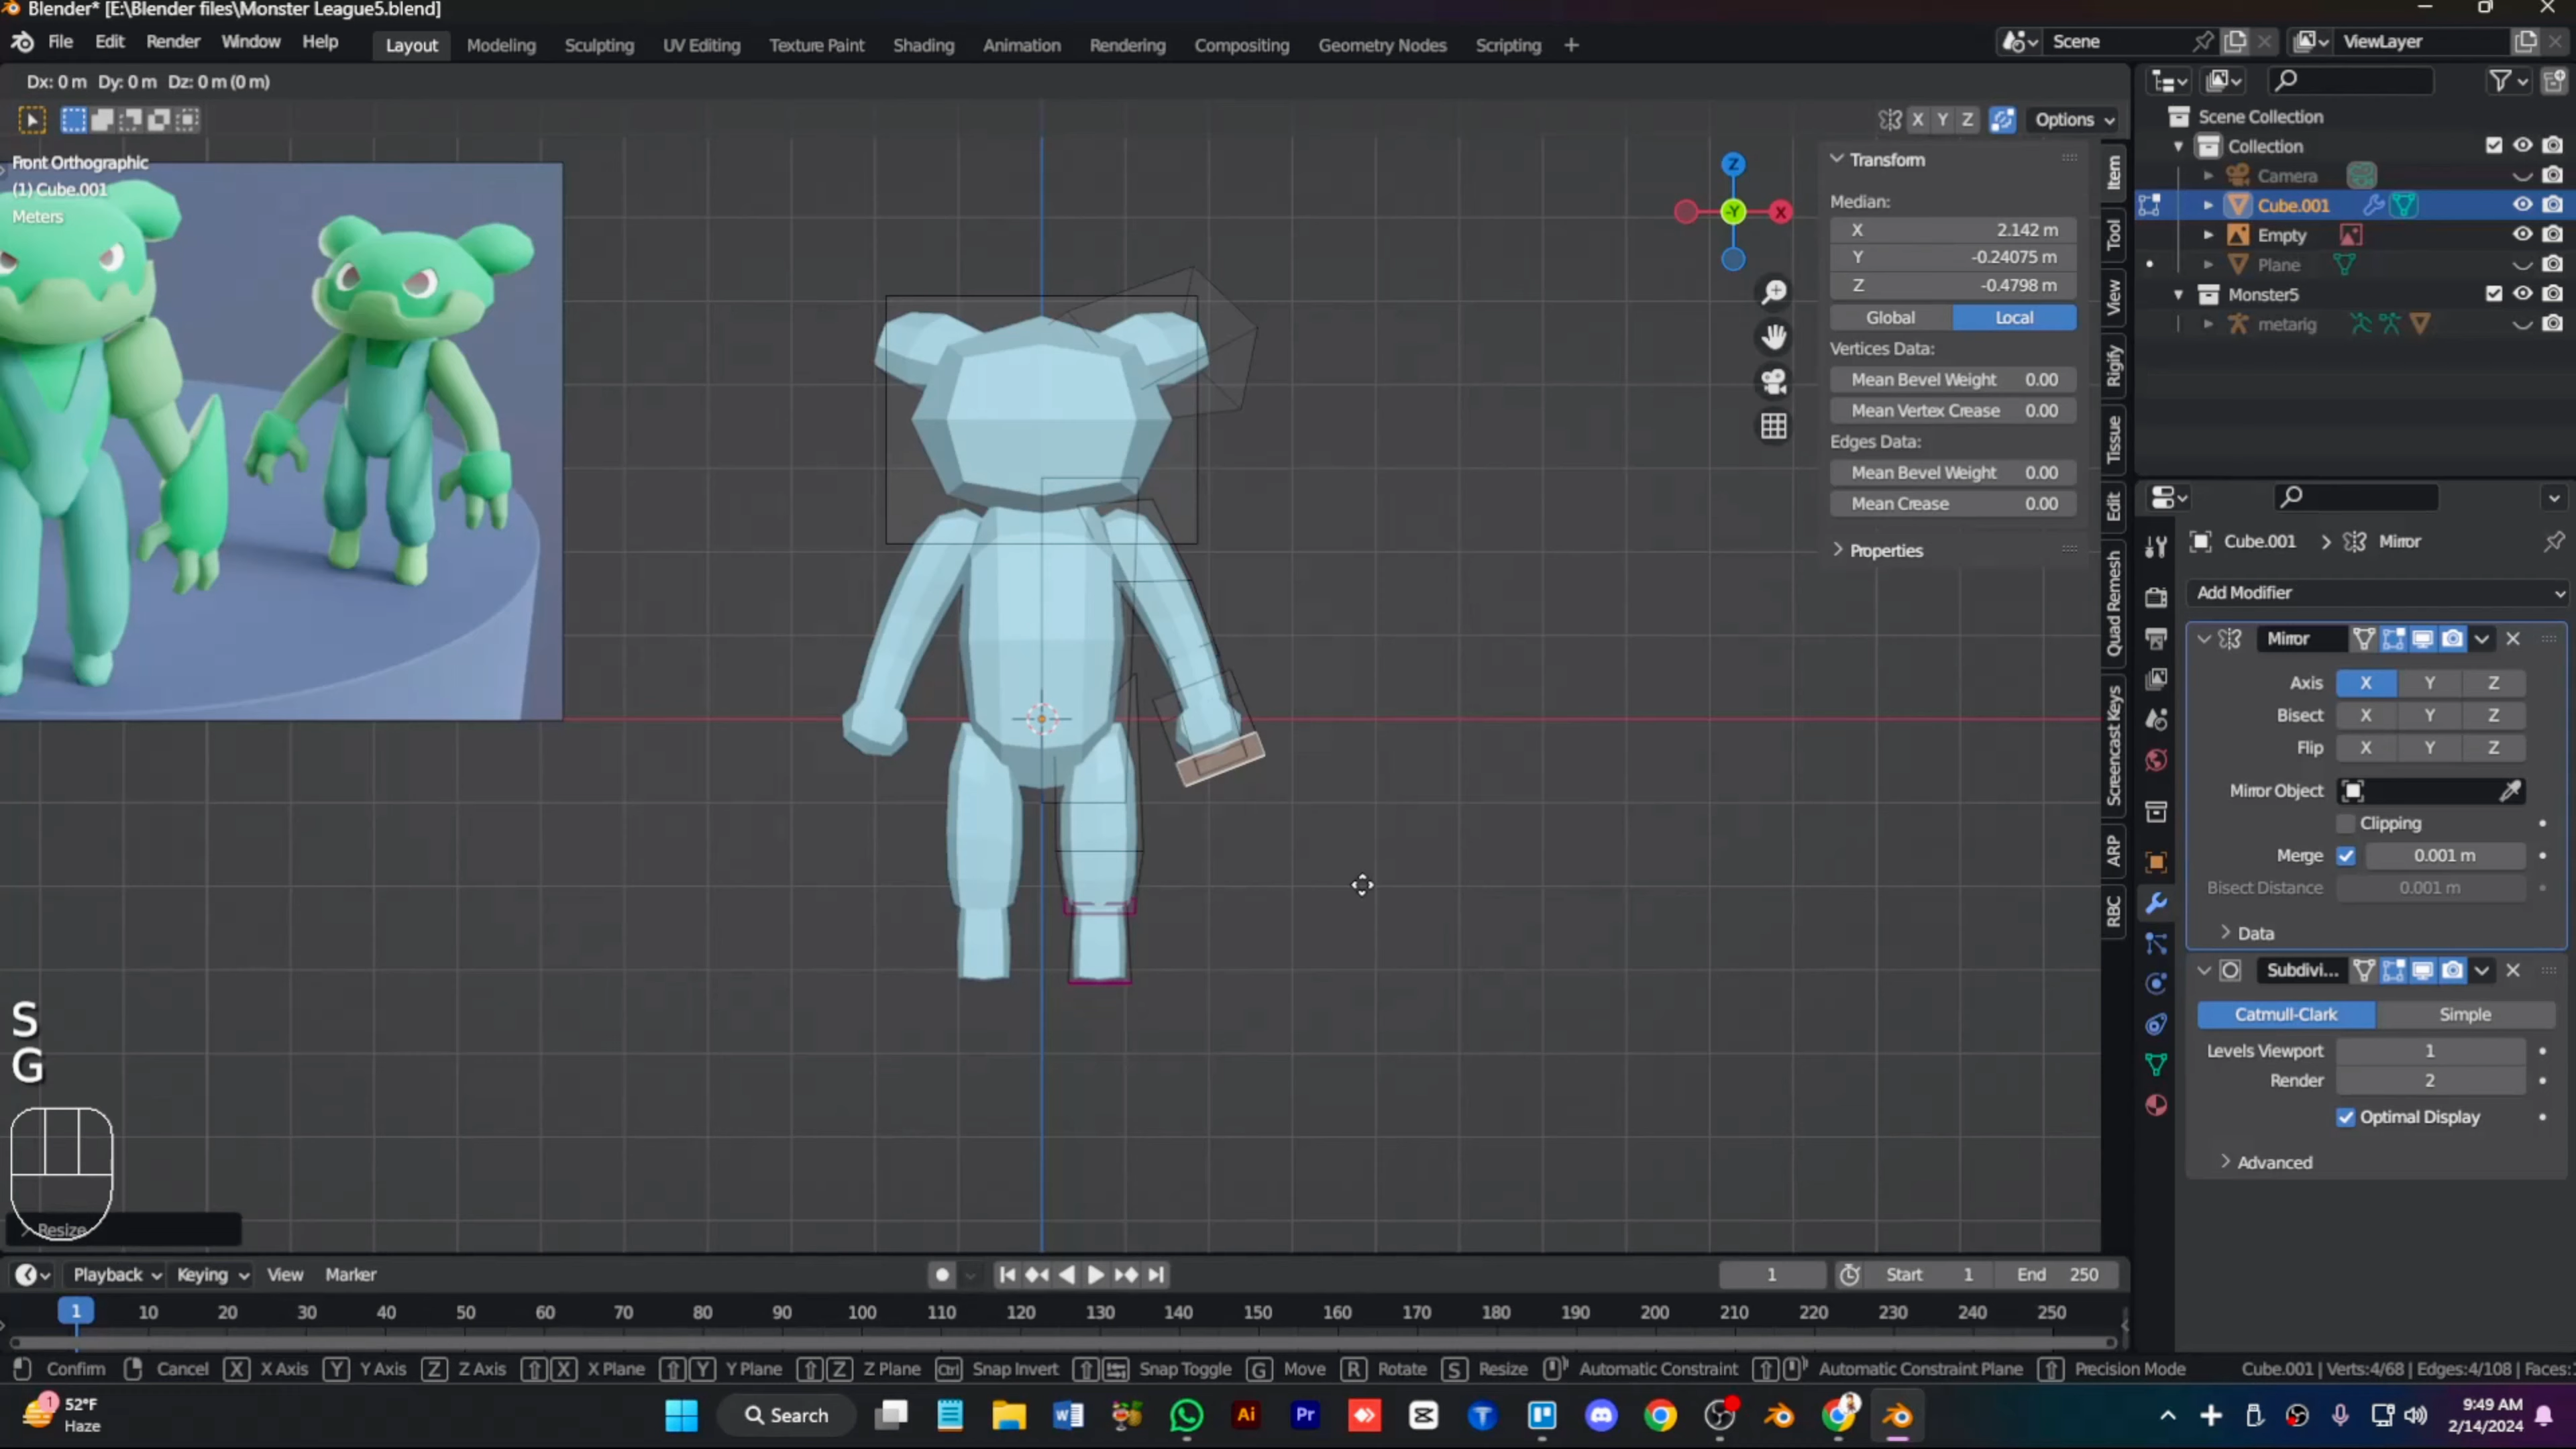 Blender* [E:\Blender files\Monster League5.blend]
File Edit Render Window Help Layout Modeling Sculpting UV Editing Texture Paint Shading Animation Rendering Compositing Geometry Nodes Scripting + Scene ViewLayer
Dx: 0 m Dy: 0 m Dz: 0 m (0 m)
X Y Z Options
Front Orthographic
(1) Cube.001
Meters
Z
-Y
X
Transform
Median:
X 2.142 m
Y -0.24075 m
Z -0.4798 m
Global Local
Vertices Data:
Mean Bevel Weight 0.00
Mean Vertex Crease 0.00
Edges Data:
Mean Bevel Weight 0.00
Mean Crease 0.00
Properties
Item
Tool
View
Rigify
Tissue
Edit
Quad Remesh
Screencast Keys
ARP
RBC
Scene Collection
Collection
Camera
Cube.001
Empty
Plane
Monster5
metarig
Cube.001 > Mirror
Add Modifier
Mirror
Axis X Y Z
Bisect X Y Z
Flip X Y Z
Mirror Object
Clipping
Merge 0.001 m
Bisect Distance 0.001 m
Data
Subdivi...
Catmull-Clark Simple
Levels Viewport 1
Render 2
Optimal Display
Advanced
S
G
Resize
Playback Keying View Marker 1 Start 1 End 250
1 10 20 30 40 50 60 70 80 90 100 110 120 130 140 150 160 170 180 190 200 210 220 230 240 250
Confirm Cancel X X Axis Y Y Axis Z Z Axis X X Plane Y Y Plane Z Z Plane Ctrl Snap Invert Snap Toggle G Move R Rotate S Resize Automatic Constraint Automatic Constraint Plane Precision Mode Cube.001 | Verts:4/68 | Edges:4/108 | Faces:
1
52°F
Haze
Search
Ai
Pr
9:49 AM
2/14/2024